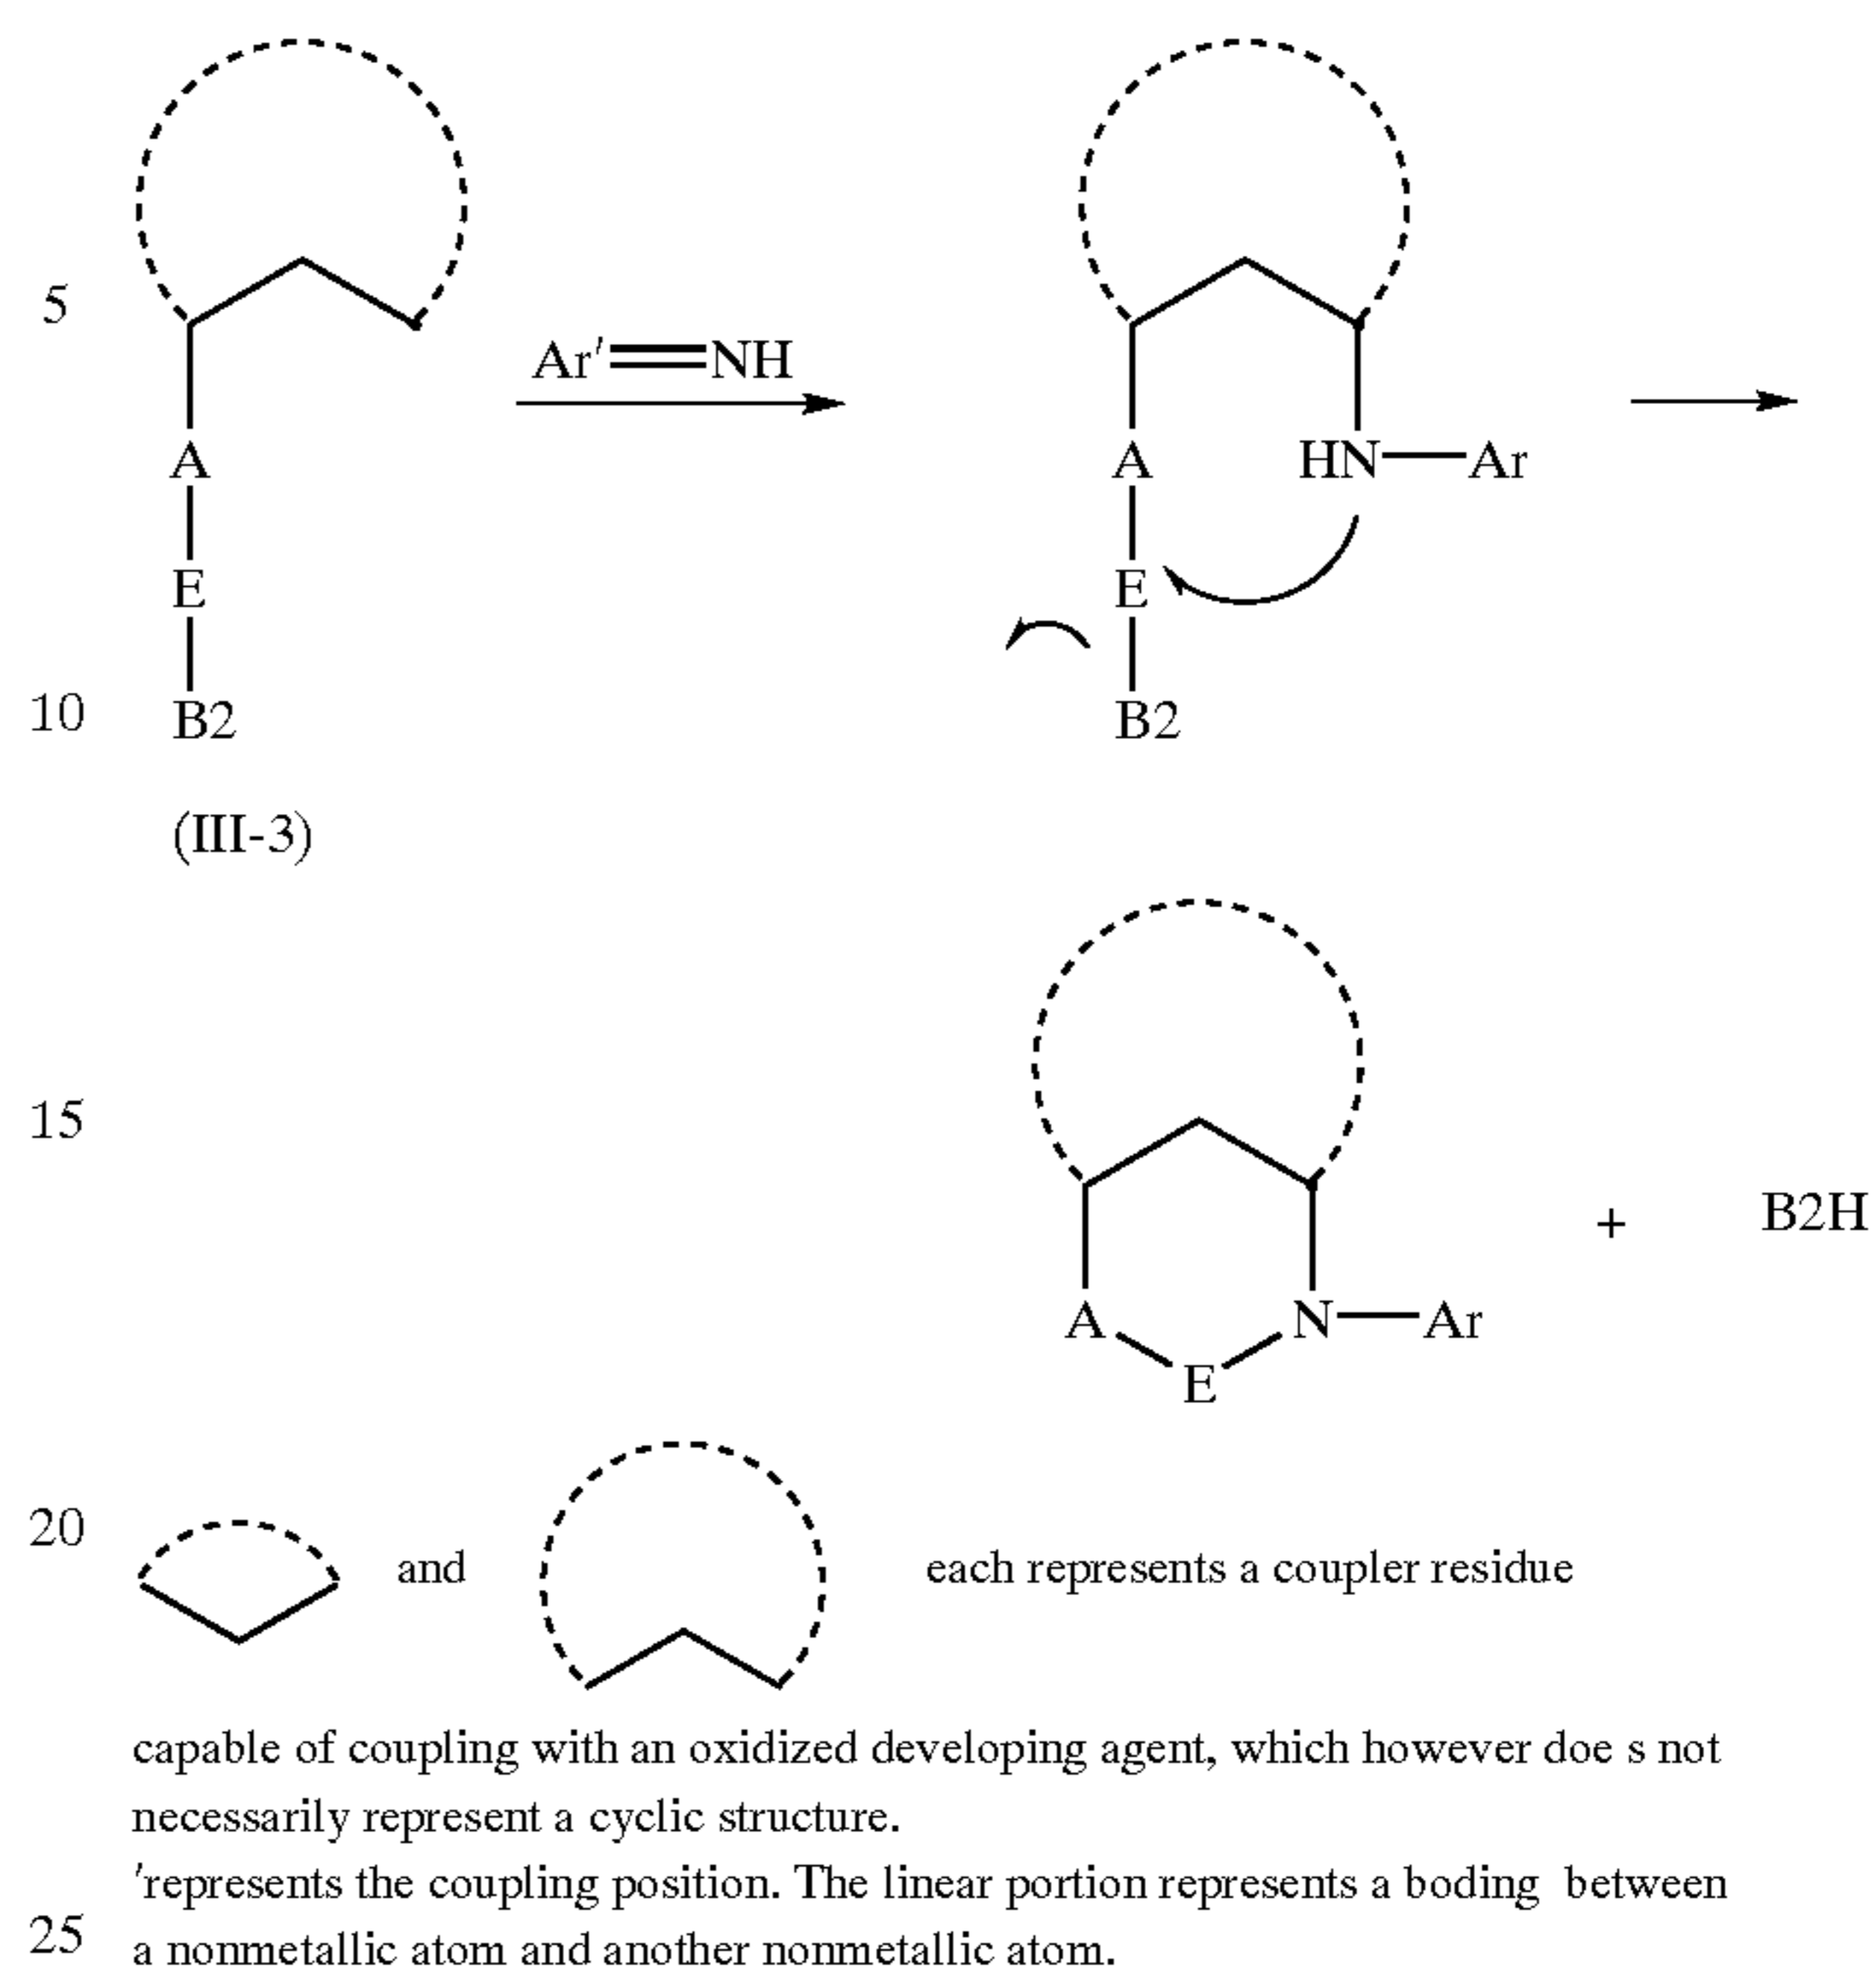 5
Ar′ NH
A
HN Ar
A
E
E
10
B2
B2
(III-3)
15
+ B2H
A
N Ar
E
20
and
each represents a coupler residue
capable of coupling with an oxidized developing agent, which however doe s not
necessarily represent a cyclic structure.
′represents the coupling position. The linear portion represents a boding between
25
a nonmetallic atom and another nonmetallic atom.